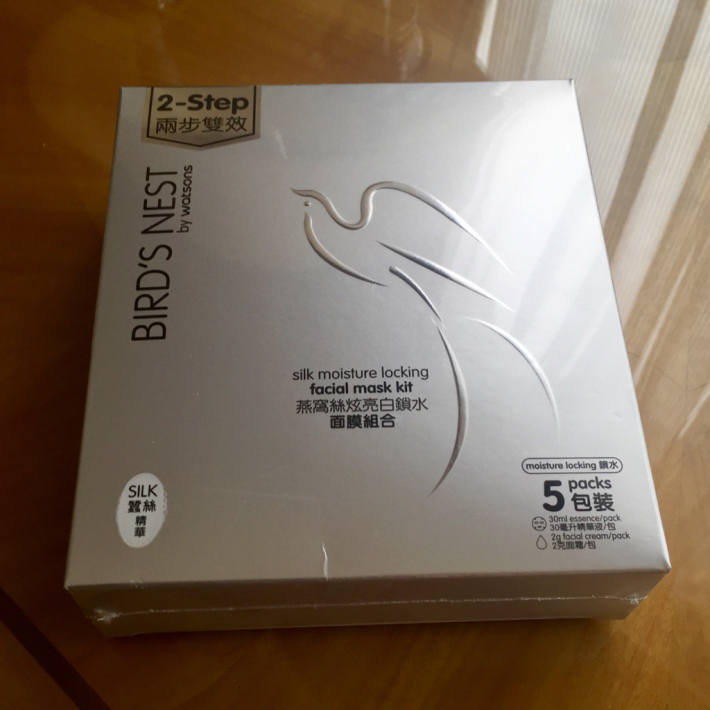 2-Step
兩步雙效
BIRD'S NEST
by watsons
silk moisture locking
facial mask kit
燕窩絲炫亮白鎖水
面膜組合
SILK
蠶絲
精
華
moisture locking 鎖水
5 packs
包裝
30ml essence/pack
30毫升精華液/包
2g facial cream/pack
2克面霜/包